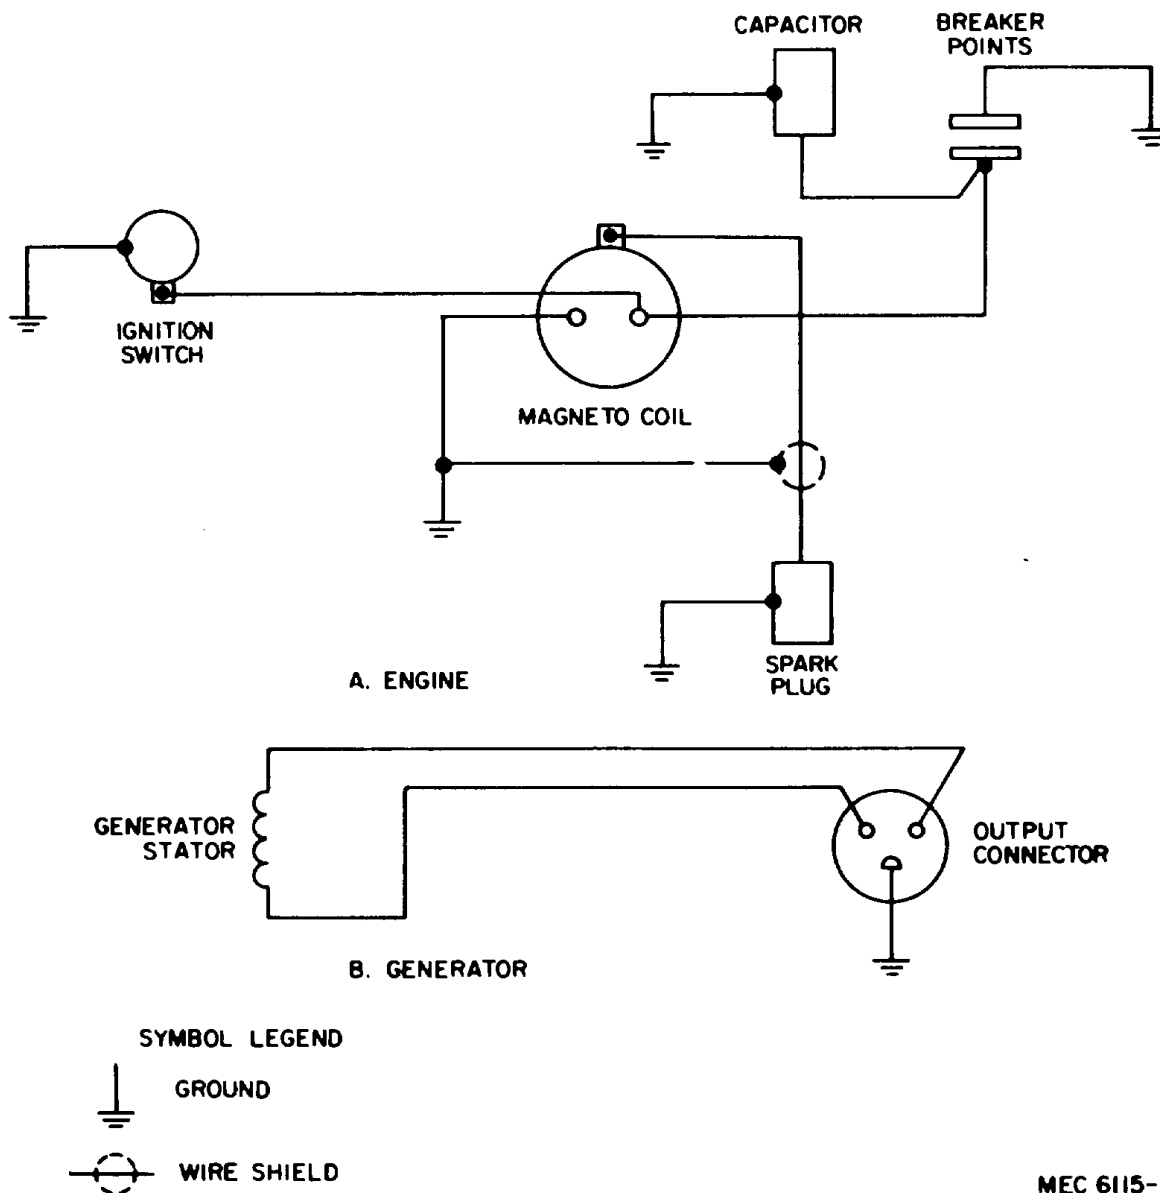 CAPACITOR
BREAKER
POINTS
IGNITION
SWITCH
MAGNETO COIL
SPARK
PLUG
A. ENGINE
GENERATOR
STATOR
OUTPUT
CONNECTOR
B. GENERATOR
SYMBOL LEGEND
GROUND
WIRE SHIELD
MEC 6115-